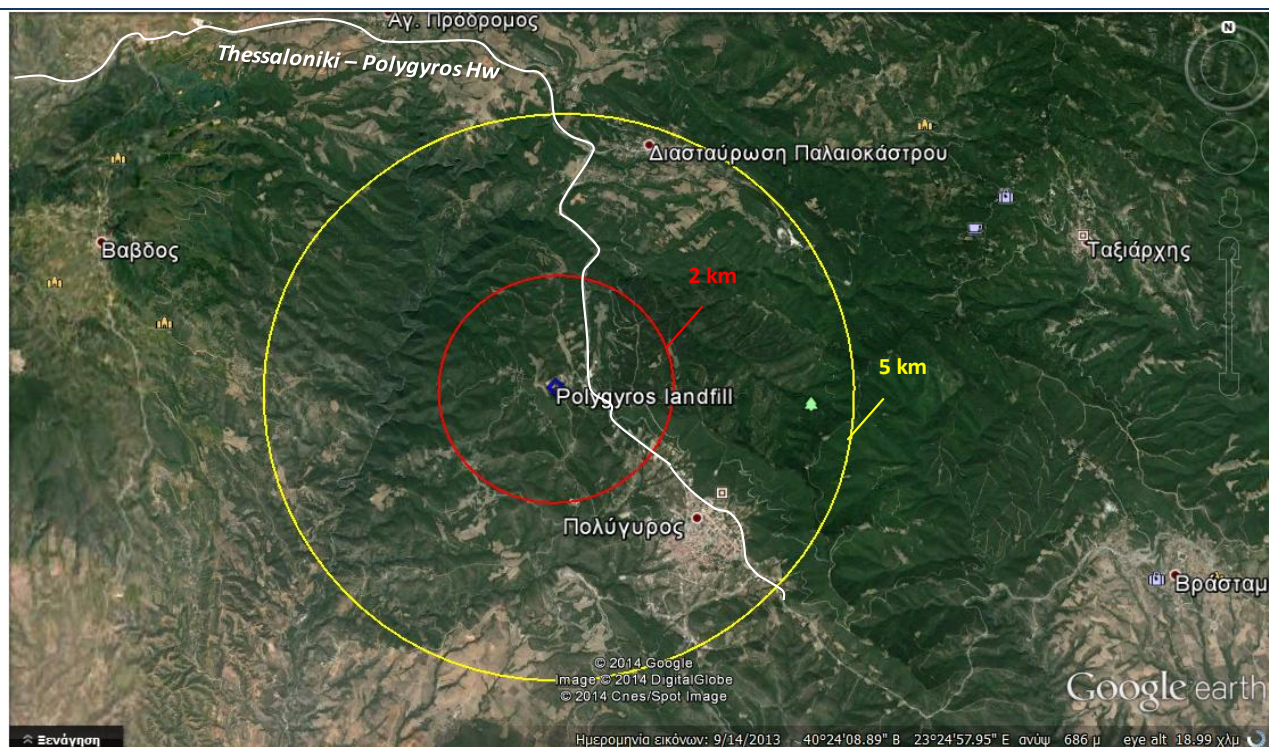 Αγ. Πρόδρομος
Thessaloniki – Polygyros Hw
N
Διασταύρωση Παλαιοκάστρου
Βαβδος
Ταξιάρχης
2 km
5 km
Polygyros landfill
Πολύγυρος
Βράσταμ
© 2014 Google
Image © 2014 DigitalGlobe
© 2014 Cnes/Spot Image
Google earth
Ξενάγηση
Ημερομηνία εικόνων: 9/14/2013 40°24'08.89" Β 23°24'57.95" Ε ανύψ 686 μ eye alt 18.99 χλμ